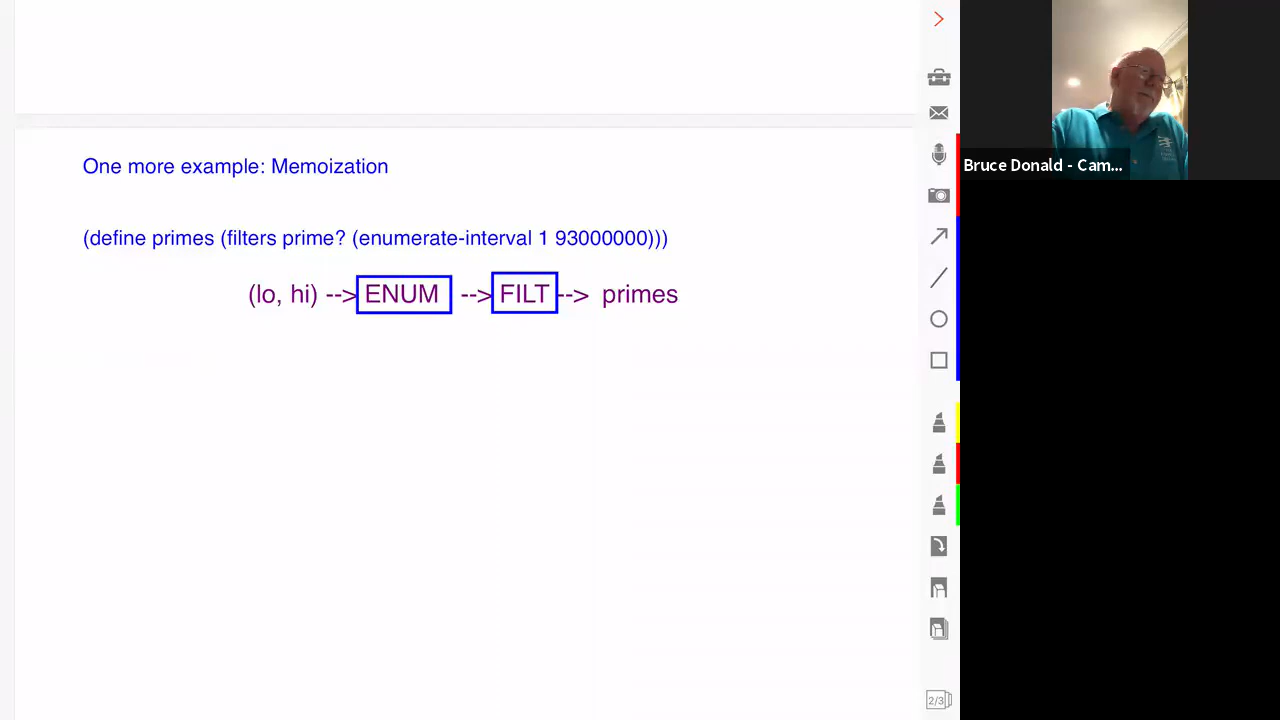 One more example: Memoization
(define primes (filters prime? (enumerate-interval 1 93000000)))
(lo, hi) --> ENUM --> FILT --> primes
Bruce Donald - Cam...
2/3